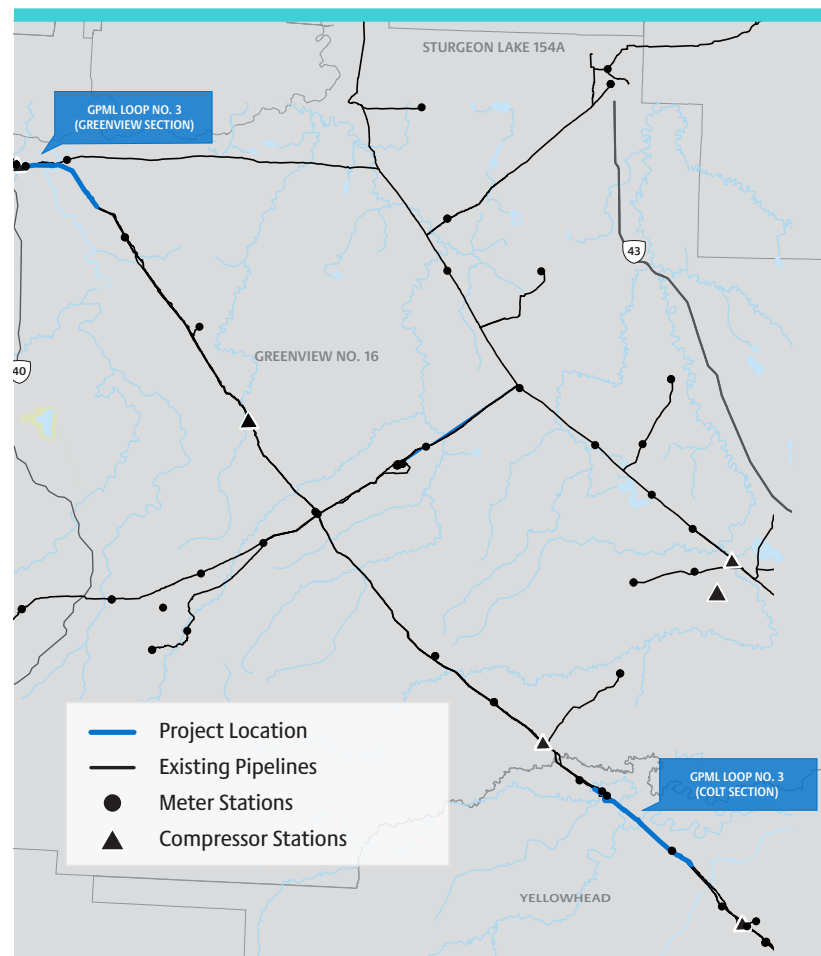 STURGEON LAKE 154A
GPML LOOP NO. 3
(GREENVIEW SECTION)
43
GREENVIEW NO. 16
40
Project Location
Existing Pipelines
Meter Stations
Compressor Stations
GPML LOOP NO. 3
(COLT SECTION)
YELLOWHEAD